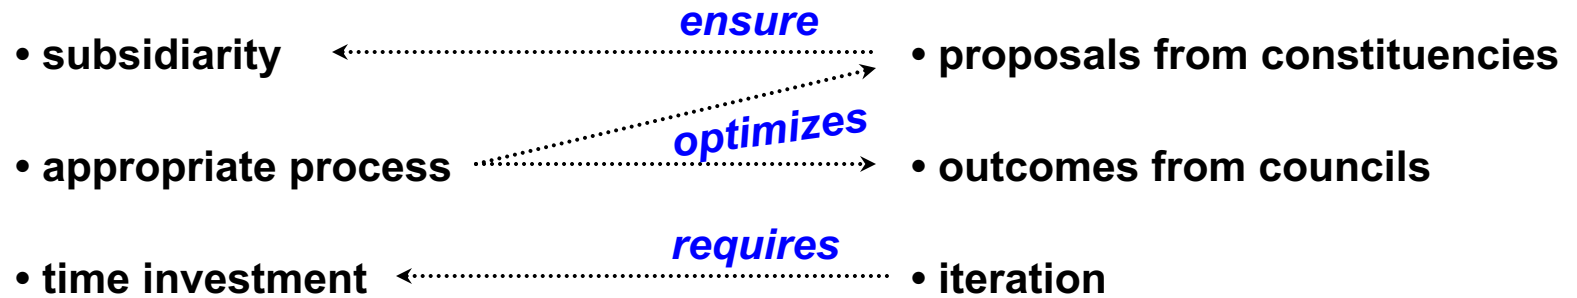 ensure
• subsidiarity • proposals from constituencies
optimizes
• appropriate process • outcomes from councils
requires
• time investment • iteration